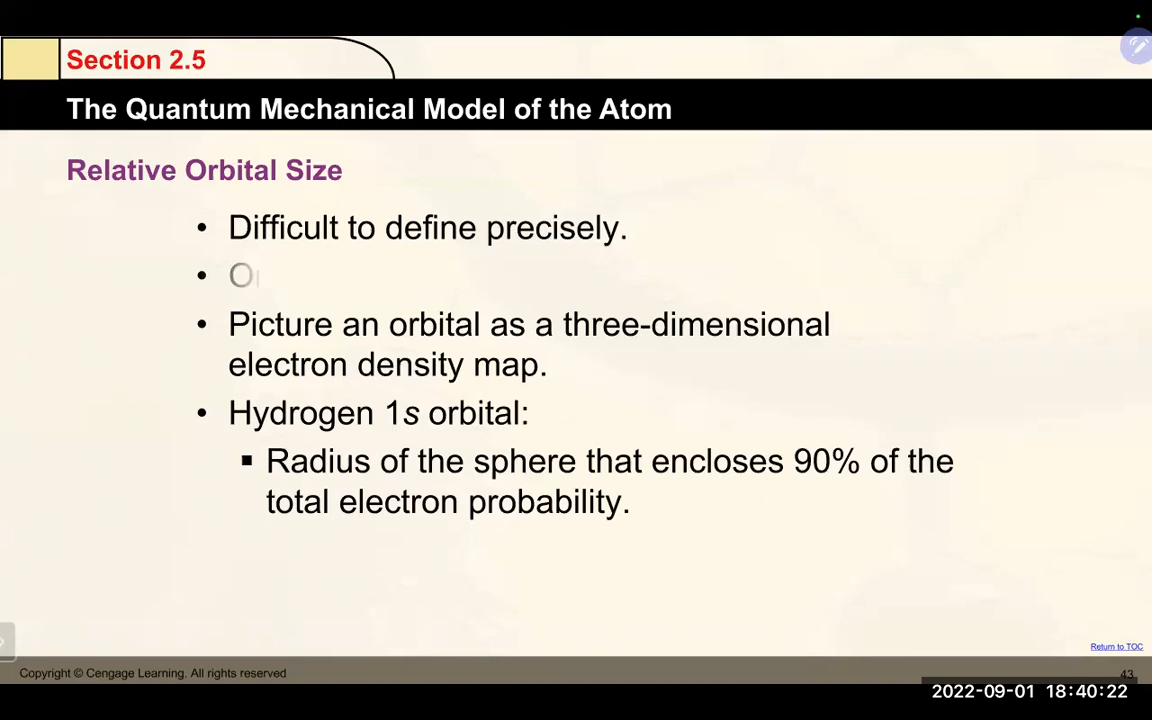 Section 2.5
The Quantum Mechanical Model of the Atom
Relative Orbital Size
• Difficult to define precisely.
•
• Picture an orbital as a three-dimensional
electron density map.
• Hydrogen 1s orbital:
▪ Radius of the sphere that encloses 90% of the
total electron probability.
Return to TOC
Copyright © Cengage Learning. All rights reserved
43
2022-09-01 18:40:22